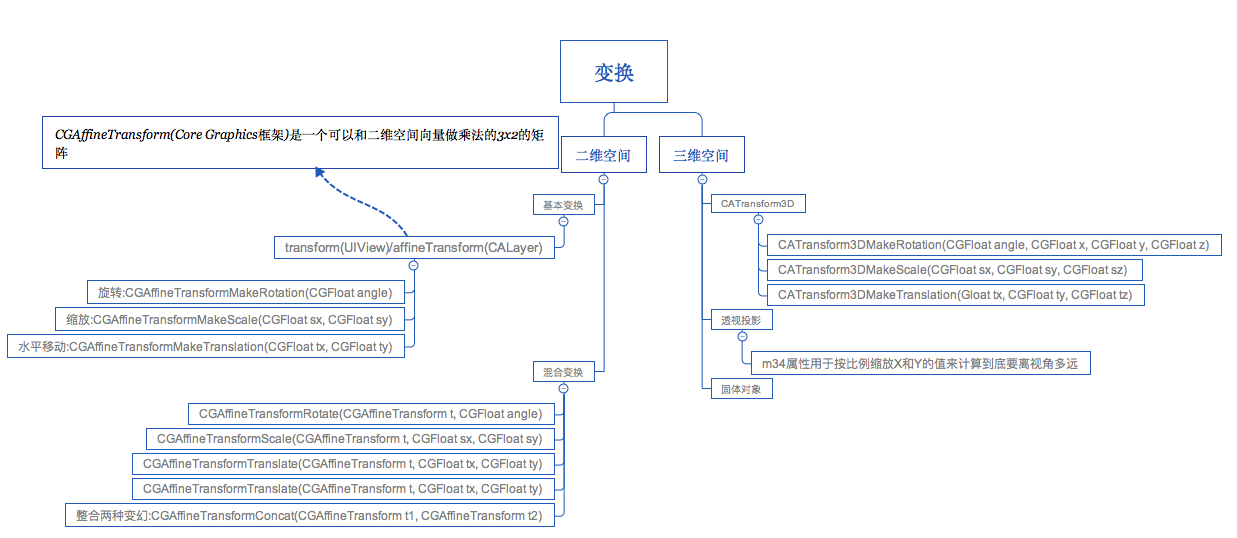 变换
CGAffineTransform(Core Graphics框架)是一个可以和二维空间向量做乘法的3x2的矩
阵
二维空间
三维空间
基本变换
transform(UIView)/affineTransform(CALayer)
旋转:CGAffineTransformMakeRotation(CGFloat angle)
缩放:CGAffineTransformMakeScale(CGFloat sx, CGFloat sy)
水平移动:CGAffineTransformMakeTranslation(CGFloat tx, CGFloat ty)
混合变换
CGAffineTransformRotate(CGAffineTransform t, CGFloat angle)
CGAffineTransformScale(CGAffineTransform t, CGFloat sx, CGFloat sy)
CGAffineTransformTranslate(CGAffineTransform t, CGFloat tx, CGFloat ty)
CGAffineTransformTranslate(CGAffineTransform t, CGFloat tx, CGFloat ty)
整合两种变幻:CGAffineTransformConcat(CGAffineTransform t1, CGAffineTransform t2)
CATransform3D
CATransform3DMakeRotation(CGFloat angle, CGFloat x, CGFloat y, CGFloat z)
CATransform3DMakeScale(CGFloat sx, CGFloat sy, CGFloat sz)
CATransform3DMakeTranslation(Gloat tx, CGFloat ty, CGFloat tz)
透视投影
m34属性用于按比例缩放X和Y的值来计算到底要离视角多远
固体对象